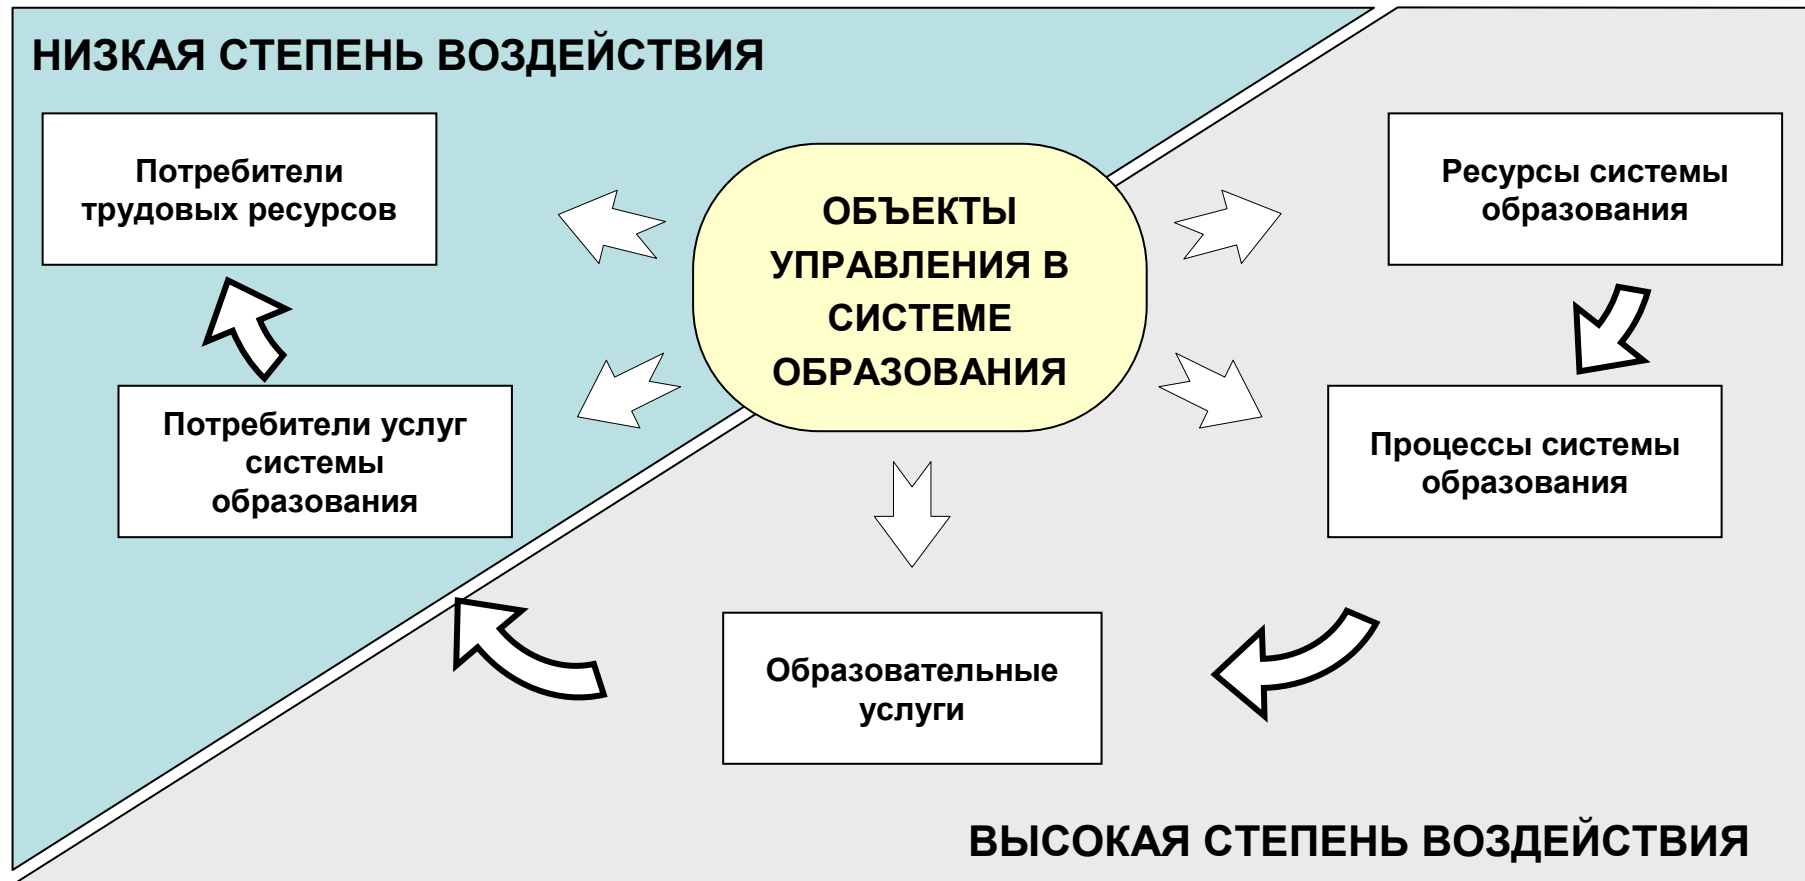 НИЗКАЯ СТЕПЕНЬ ВОЗДЕЙСТВИЯ
Потребители
трудовых ресурсов
ОБЪЕКТЫ
УПРАВЛЕНИЯ В
СИСТЕМЕ
ОБРАЗОВАНИЯ
Ресурсы системы
образования
Потребители услуг
системы
образования
Процессы системы
образования
Образовательные
услуги
ВЫСОКАЯ СТЕПЕНЬ ВОЗДЕЙСТВИЯ